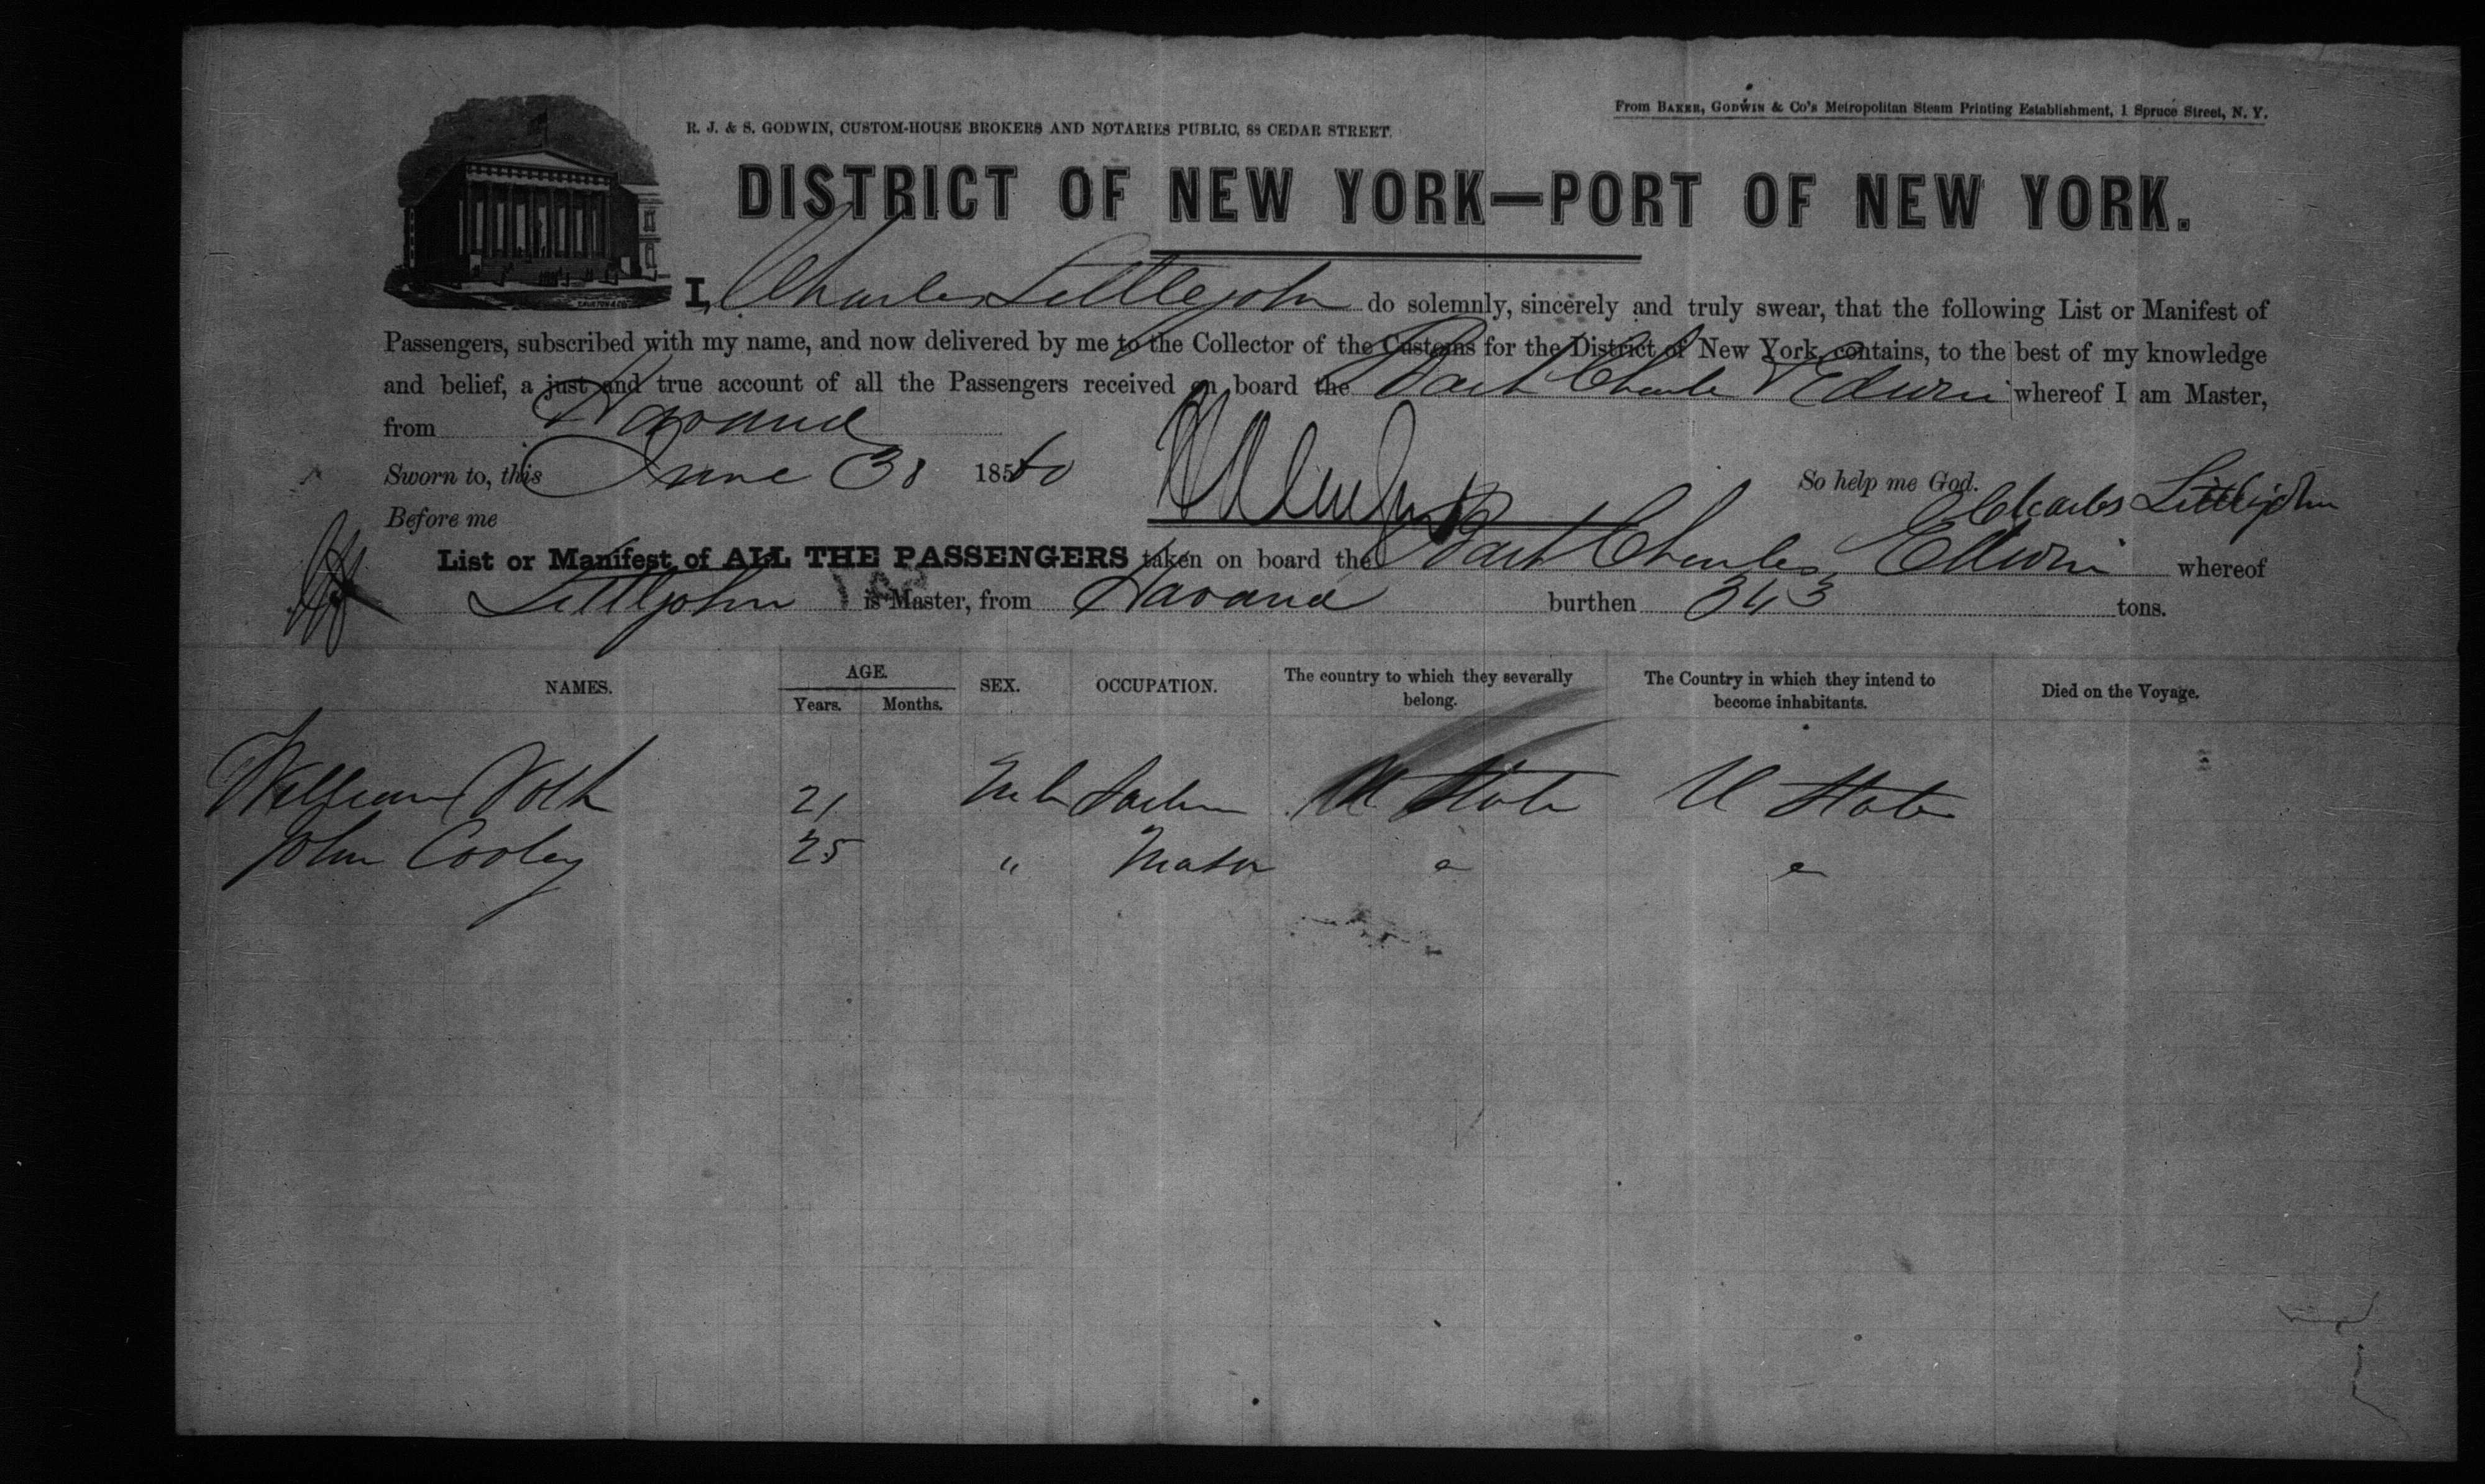 From BAKER, GODWIN & Co's Metropolitan Steam Printing Establishment, 1 Spruce Street, N. Y.
R. J. & S. GODWIN, CUSTOM-HOUSE BROKERS AND NOTARIES PUBLIC, 88 CEDAR STREET.
DISTRICT OF NEW YORK—PORT OF NEW YORK.
I, Charles Littlejohn do solemnly, sincerely and truly swear, that the following List or Manifest of
Passengers, subscribed with my name, and now delivered by me to the Collector of the Customs for the District of New York, contains, to the best of my knowledge
and belief, a just and true account of all the Passengers received on board the Bark Charles Edwin whereof I am Master,
from Havana
Sworn to, this June 30 1860 So help me God.
Before me Charles Littlejohn
List or Manifest of ALL THE PASSENGERS taken on board the Bark Charles Edwin whereof
Littljohn is Master, from Havana burthen 343 tons.
NAMES. AGE. SEX. OCCUPATION. The country to which they severally belong. The Country in which they intend to become inhabitants. Died on the Voyage.
Years. Months.
William 21 U State U State
John Cooley 25 " Mason " "